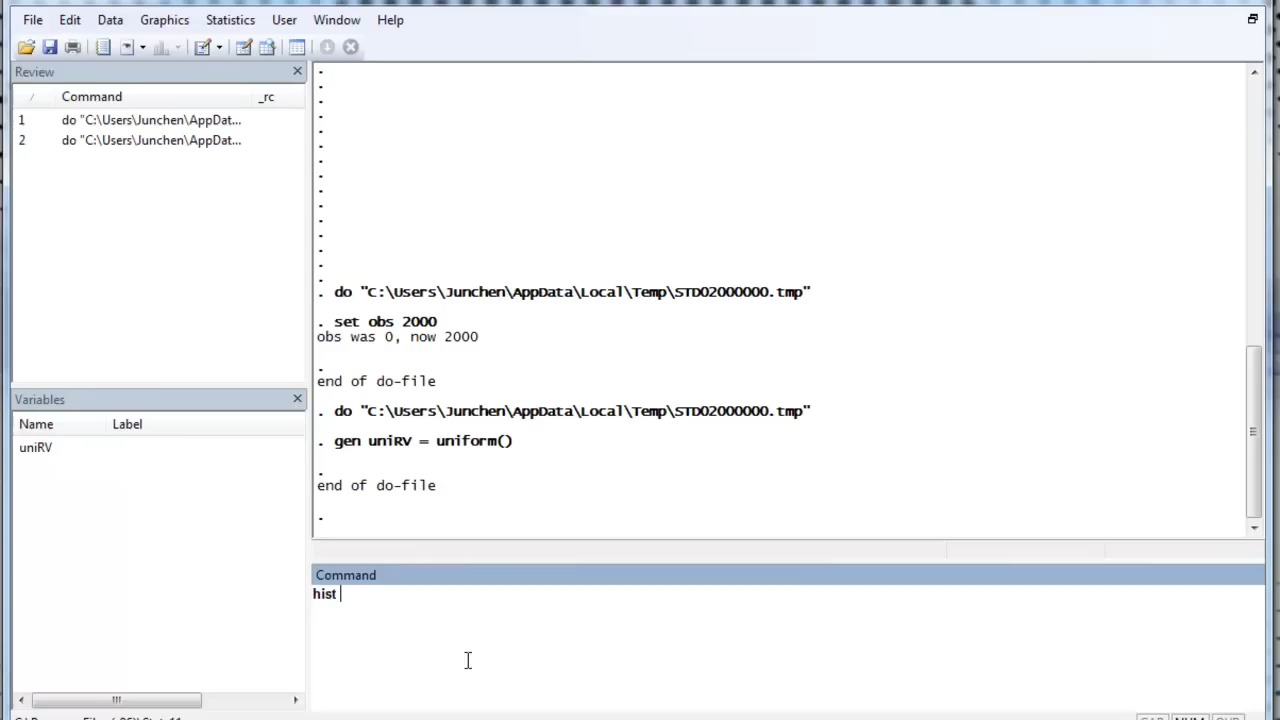 File Edit Data Graphics Statistics User Window Help
Review
Command _rc
1 do "C:\Users\Junchen\AppDat...
2 do "C:\Users\Junchen\AppDat...
Variables
Name Label
uniRV
. do "C:\Users\Junchen\AppData\Local\Temp\STD02000000.tmp"
. set obs 2000
obs was 0, now 2000
.
end of do-file
. do "C:\Users\Junchen\AppData\Local\Temp\STD02000000.tmp"
. gen uniRV = uniform()
.
end of do-file
.
Command
hist